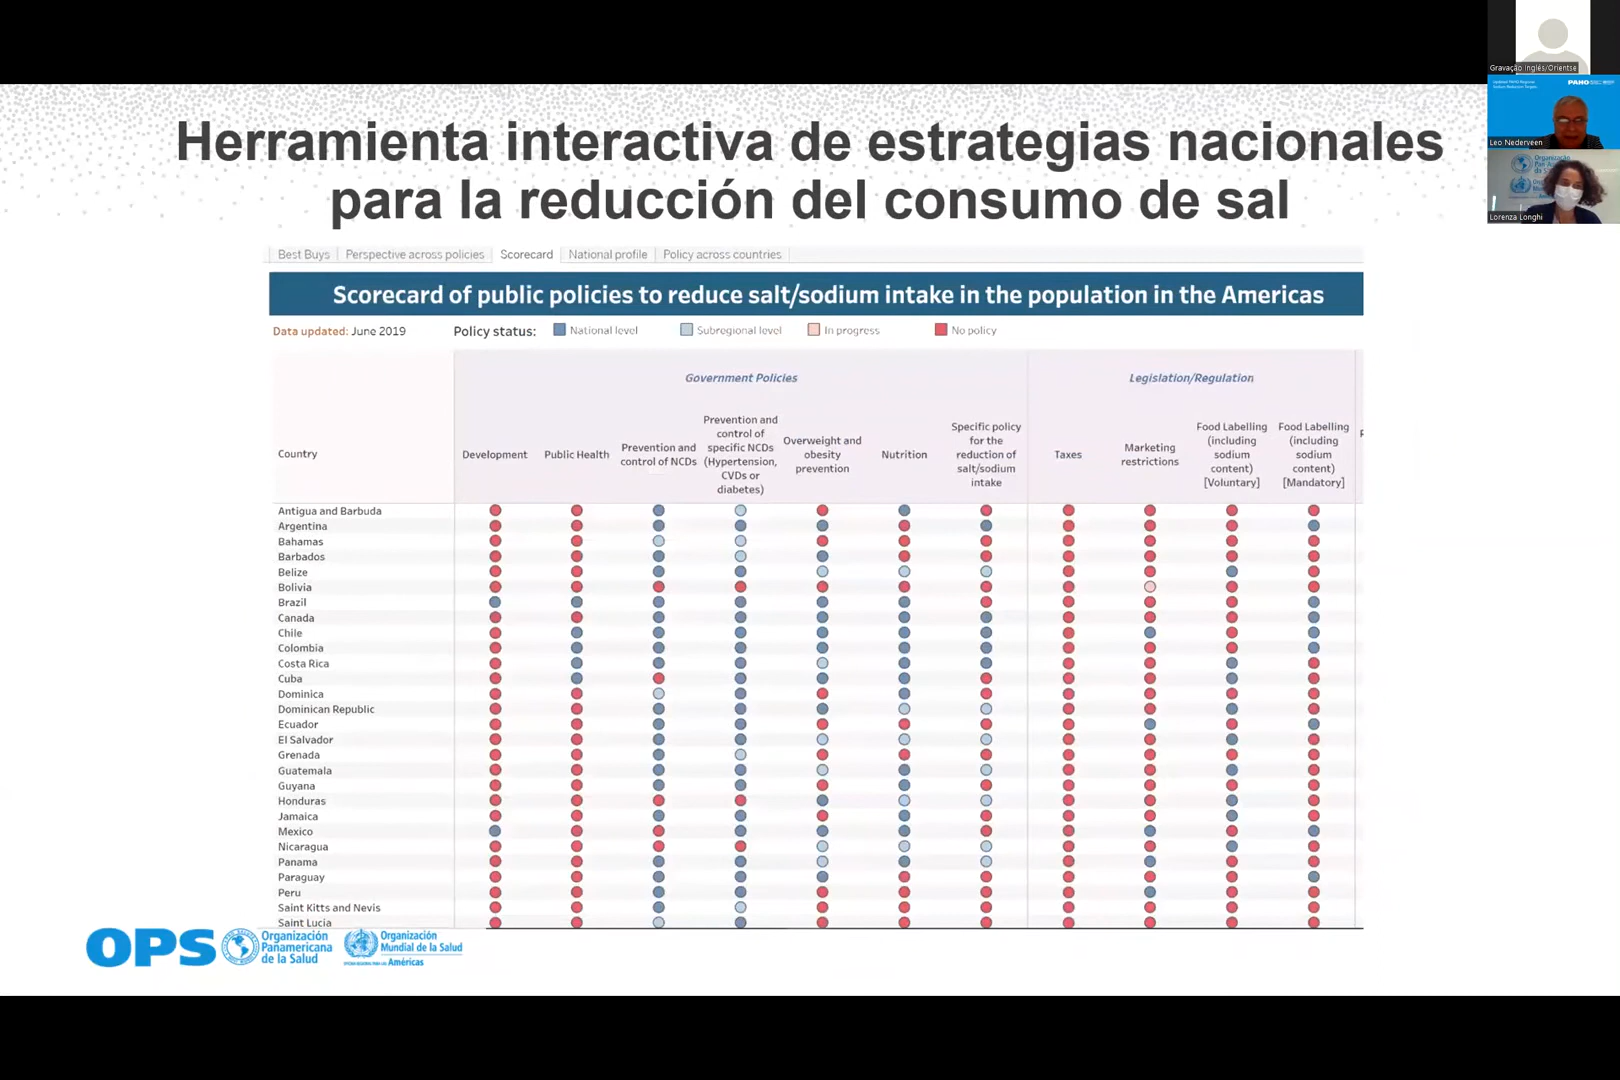 Herramienta interactiva de estrategias nacionales
para la reducción del consumo de sal
Best Buys
Perspective across policies
Scorecard
National profile
Policy across countries
Scorecard of public policies to reduce salt/sodium intake in the population in the Americas
Data updated: June 2019
Policy status:
National level
Subregional level
In progress
No policy
Government Policies
Legislation/Regulation
Country
Development
Public Health
Prevention and
control of NCDs
Prevention and
control of
specific NCDs
(Hypertension,
CVDs or
diabetes)
Overweight and
obesity
prevention
Nutrition
Specific policy
for the
reduction of
salt/sodium
intake
Taxes
Marketing
restrictions
Food Labelling
(including
sodium
content)
[Voluntary]
Food Labelling
(including
sodium
content)
[Mandatory]
Antigua and Barbuda
Argentina
Bahamas
Barbados
Belize
Bolivia
Brazil
Canada
Chile
Colombia
Costa Rica
Cuba
Dominica
Dominican Republic
Ecuador
El Salvador
Grenada
Guatemala
Guyana
Honduras
Jamaica
Mexico
Nicaragua
Panama
Paraguay
Peru
Saint Kitts and Nevis
Saint Lucia
OPS
Organización
Panamericana
de la Salud
Organización
Mundial de la Salud
Américas
Gravação Inglês/Orientse
PAHO
Leo Nederveen
Lorenza Longhi